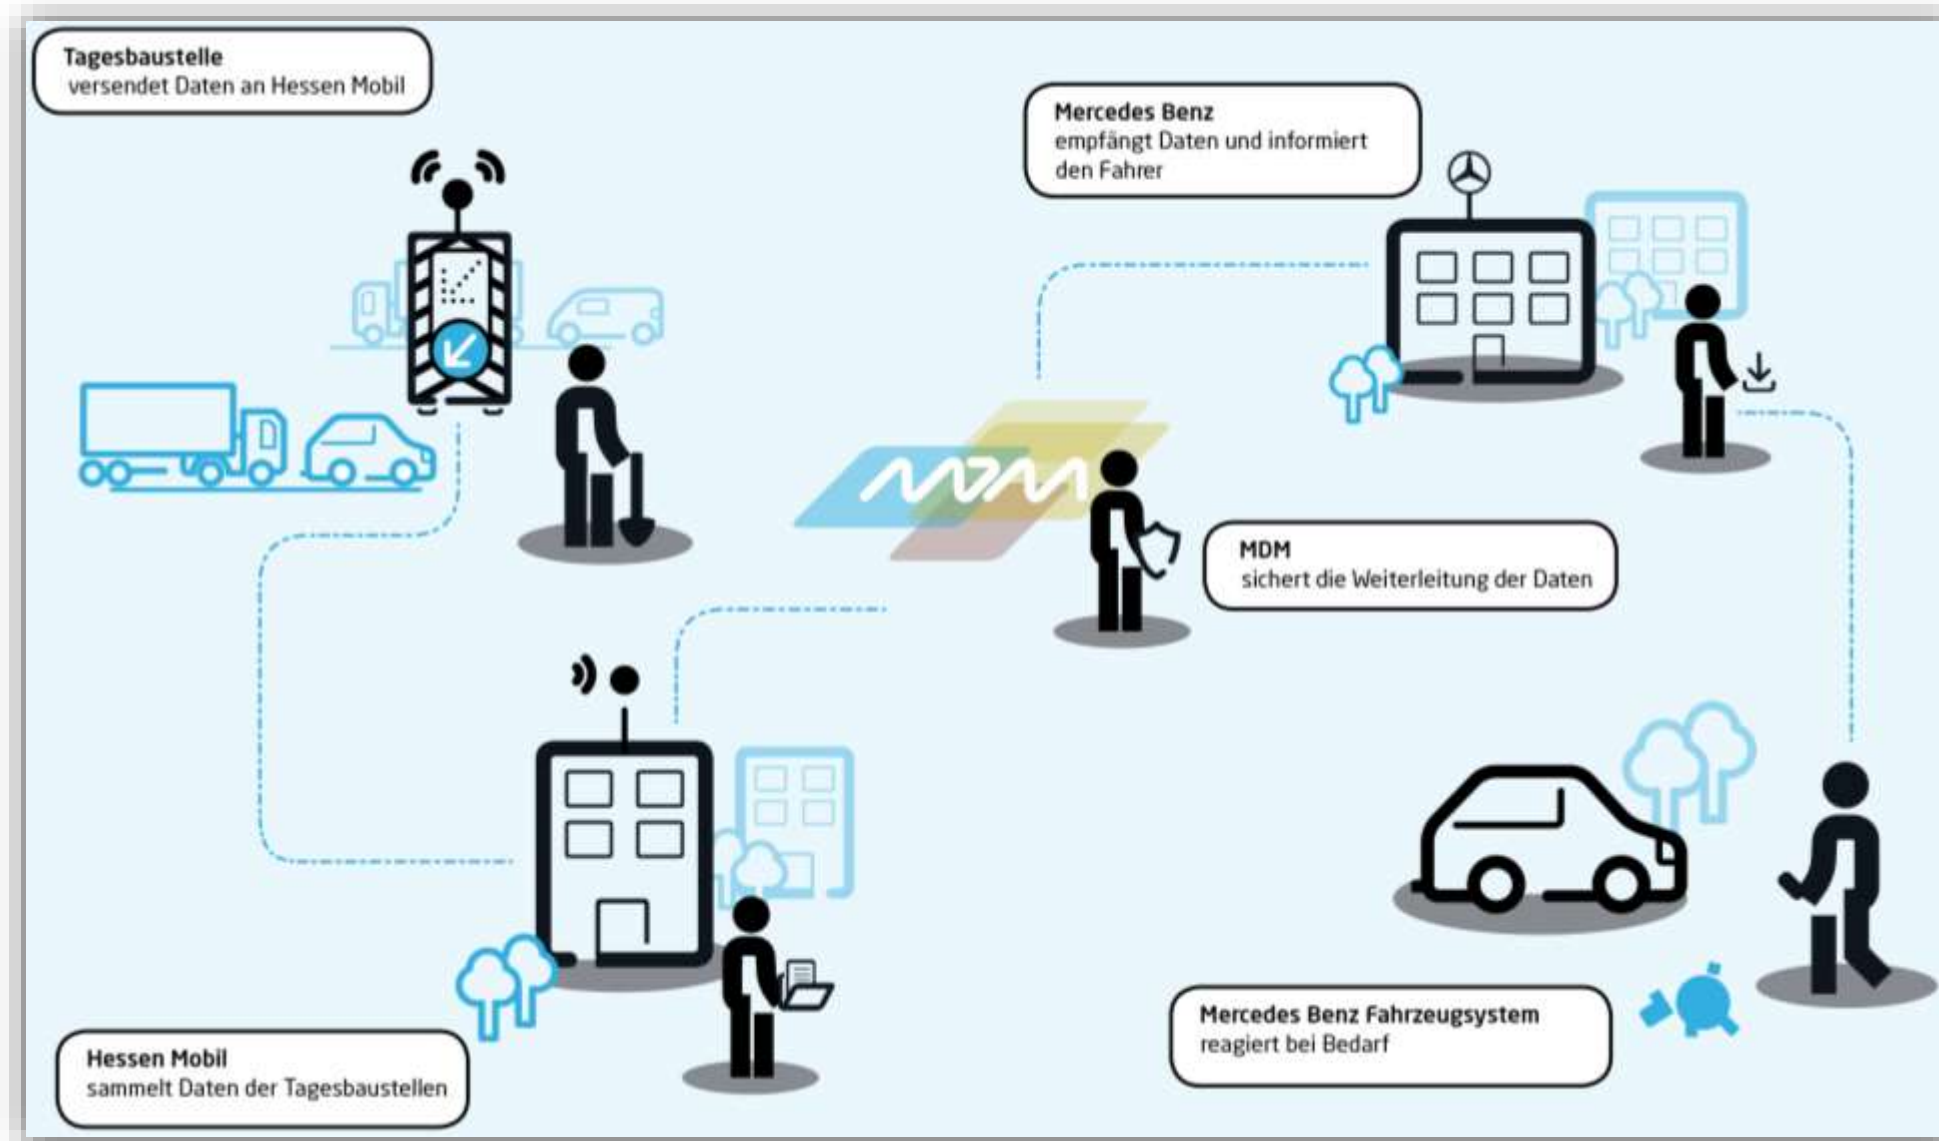 Tagesbaustelle
versendet Daten an Hessen Mobil
Mercedes Benz
empfängt Daten und informiert
den Fahrer
MDM
MDM
sichert die Weiterleitung der Daten
Hessen Mobil
sammelt Daten der Tagesbaustellen
Mercedes Benz Fahrzeugsystem
reagiert bei Bedarf